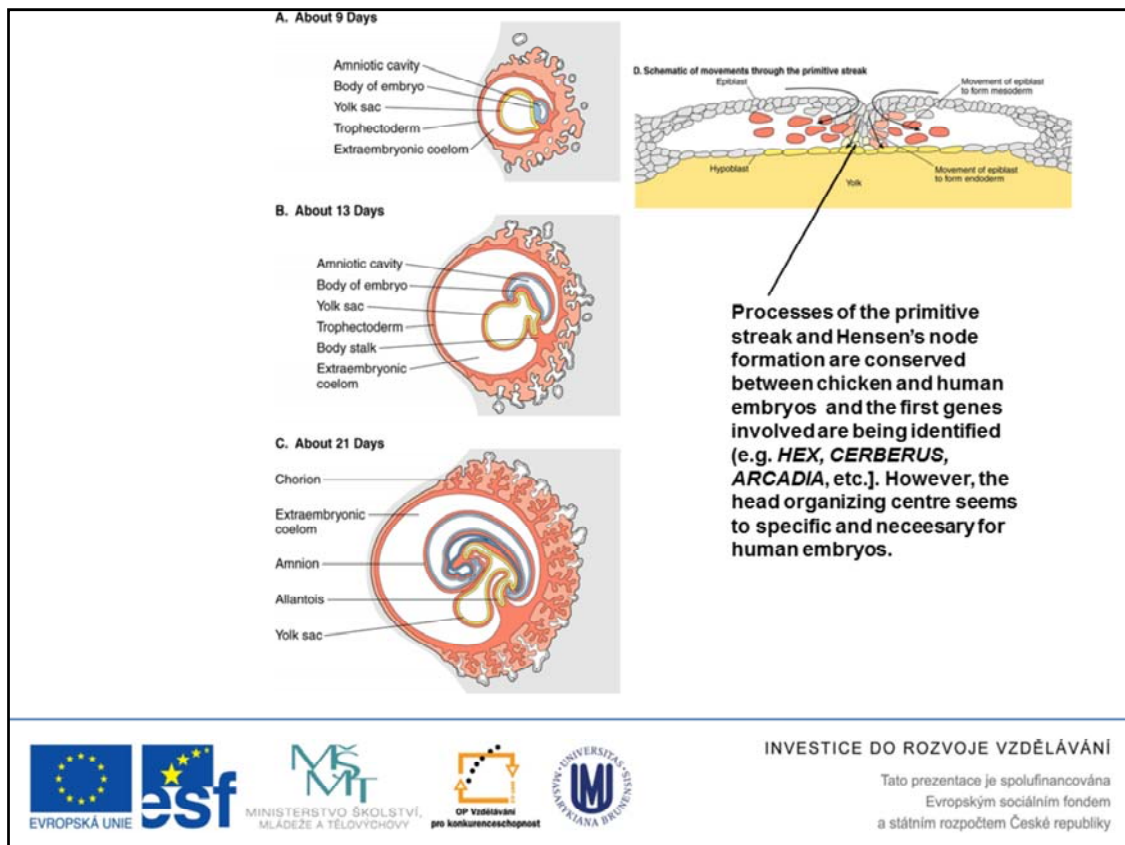 A. About 9 Days
Amniotic cavity
Body of embryo
Yolk sac
Trophectoderm
Extraembryonic coelom
B. About 13 Days
Amniotic cavity
Body of embryo
Yolk sac
Trophectoderm
Body stalk
Extraembryonic
coelom
C. About 21 Days
Chorion
Extraembryonic
coelom
Amnion
Allantois
Yolk sac
D. Schematic of movements through the primitive streak
Epiblast
Movement of epiblast
to form mesoderm
Hypoblast
Movement of epiblast
to form endoderm
Yolk
Processes of the primitive
streak and Hensen's node
formation are conserved
between chicken and human
embryos and the first genes
involved are being identified
(e.g. HEX, CERBERUS,
ARCADIA, etc.]. However, the
head organizing centre seems
to specific and neceesary for
human embryos.
EVROPSKÁ UNIE
esf
MŠMT
MINISTERSTVO ŠKOLSTVÍ,
MLÁDEŽE A TĚLOVÝCHOVY
OP Vzdělávání
pro konkurenceschopnost
UNIVERSITAS
MASARYKIANA BRUNENSIS
INVESTICE DO ROZVOJE VZDĚLÁVÁNÍ
Tato prezentace je spolufinancována
Evropským sociálním fondem
a státním rozpočtem České republiky